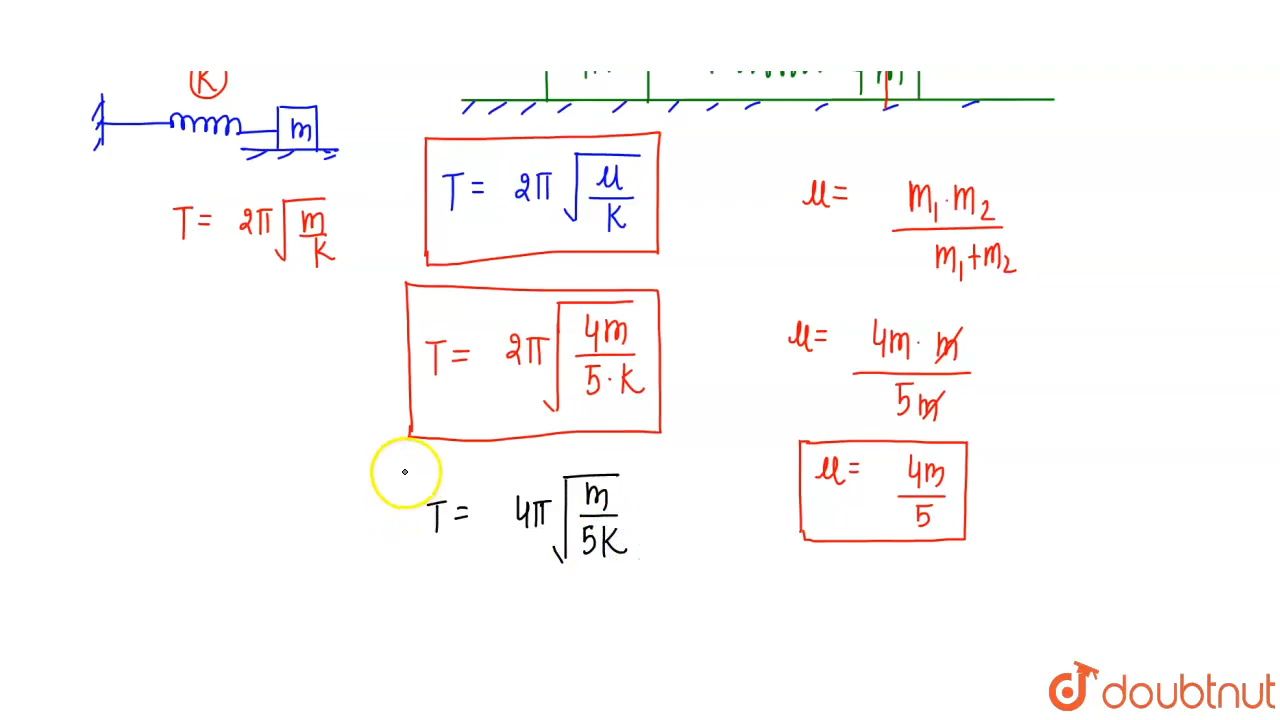 K
m
T = 2π√(m/K)
T = 2π√(μ/K)
μ = m₁·m₂/(m₁+m₂)
T = 2π√(4m/(5·K))
μ = 4m·m/5m
μ = 4m/5
T = 4π√(m/5K)
doubtnut